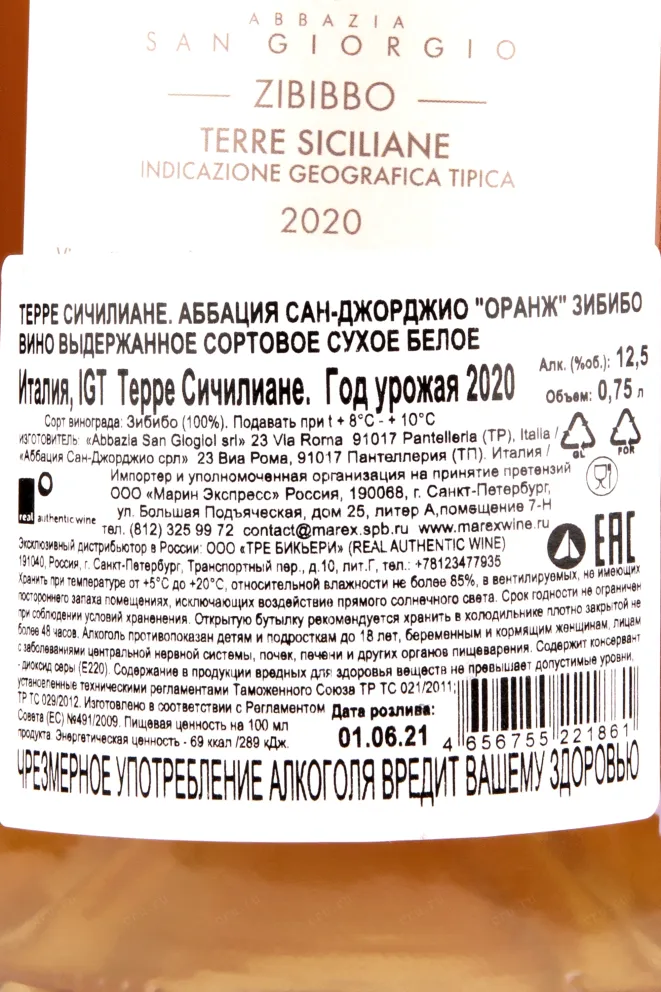 ABBAZIA
SAN GIORGIO
ZIBIBBO
TERRE SICILIANE
INDICAZIONE GEOGRAFICA TIPICA
2020
ТЕРРЕ СИЧИЛИАНЕ. АББАЦИЯ САН-ДЖОРДЖИО "ОРАНЖ" ЗИБИБО
ВИНО ВЫДЕРЖАННОЕ СОРТОВОЕ СУХОЕ БЕЛОЕ
Алк. (%об.): 12,5
Италия, IGT Терре Сичилиане. Год урожая 2020
Объем: 0,75 л
Сорт винограда: Зибибо (100%). Подавать при t + 8°C - + 10°C
изготовитель: «Abbazia San Gioglol srl» 23 Via Roma 91017 Pantelleria (TP), Italia /
«Аббация Сан-Джорджио срл» 23 Виа Рома, 91017 Пантеллерия (ТП). Италия /
GL
FOR
Импортер и уполномоченная организация на принятие претензий
ООО «Марин Экспресс» Россия, 190068, г. Санкт-Петербург,
ул. Большая Подъяческая, дом 25, литер А,помещение 7-Н
real authentic wine
тел. (812) 325 99 72 contact@marex.spb.ru www.marexwine.ru
EAC
Эксклюзивный дистрибьютор в России: ООО «ТРЕ БИКЬЕРИ» (REAL AUTHENTIC WINE)
191040, Россия, г. Санкт-Петербург, Транспортный пер., д.10, лит.Г, тел.: +78123477935
Хранить при температуре от +5°C до +20°C, относительной влажности не более 85%, в вентилируемых, не имеющих
постороннего запаха помещениях, исключающих воздействие прямого солнечного света. Срок годности не ограничен
при соблюдении условий хранения. Открытую бутылку рекомендуется хранить в холодильнике плотно закрытой не
более 48 часов. Алкоголь противопоказан детям и подросткам до 18 лет, беременным и кормящим женщинам, лицам
с заболеваниями центральной нервной системы, почек, печени и других органов пищеварения. Содержит консервант
- диоксид серы (E220). Содержание в продукции вредных для здоровья веществ не превышает допустимые уровни,
установленные техническими регламентами Таможенного Союза ТР ТС 021/2011;
ТР ТС 029/2012. Изготовлено в соответствии с Регламентом
Совета (ЕС) №491/2009. Пищевая ценность на 100 мл
продукта Энергетическая ценность - 69 ккал /289 кДж.
Дата розлива:
01.06.21
4 656755 221861
ЧРЕЗМЕРНОЕ УПОТРЕБЛЕНИЕ АЛКОГОЛЯ ВРЕДИТ ВАШЕМУ ЗДОРОВЬЮ